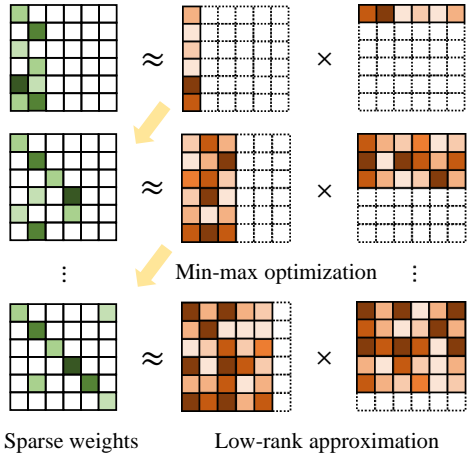 ≈ ×
≈ ×
⋮ Min-max optimization ⋮
≈ ×
Sparse weights Low-rank approximation